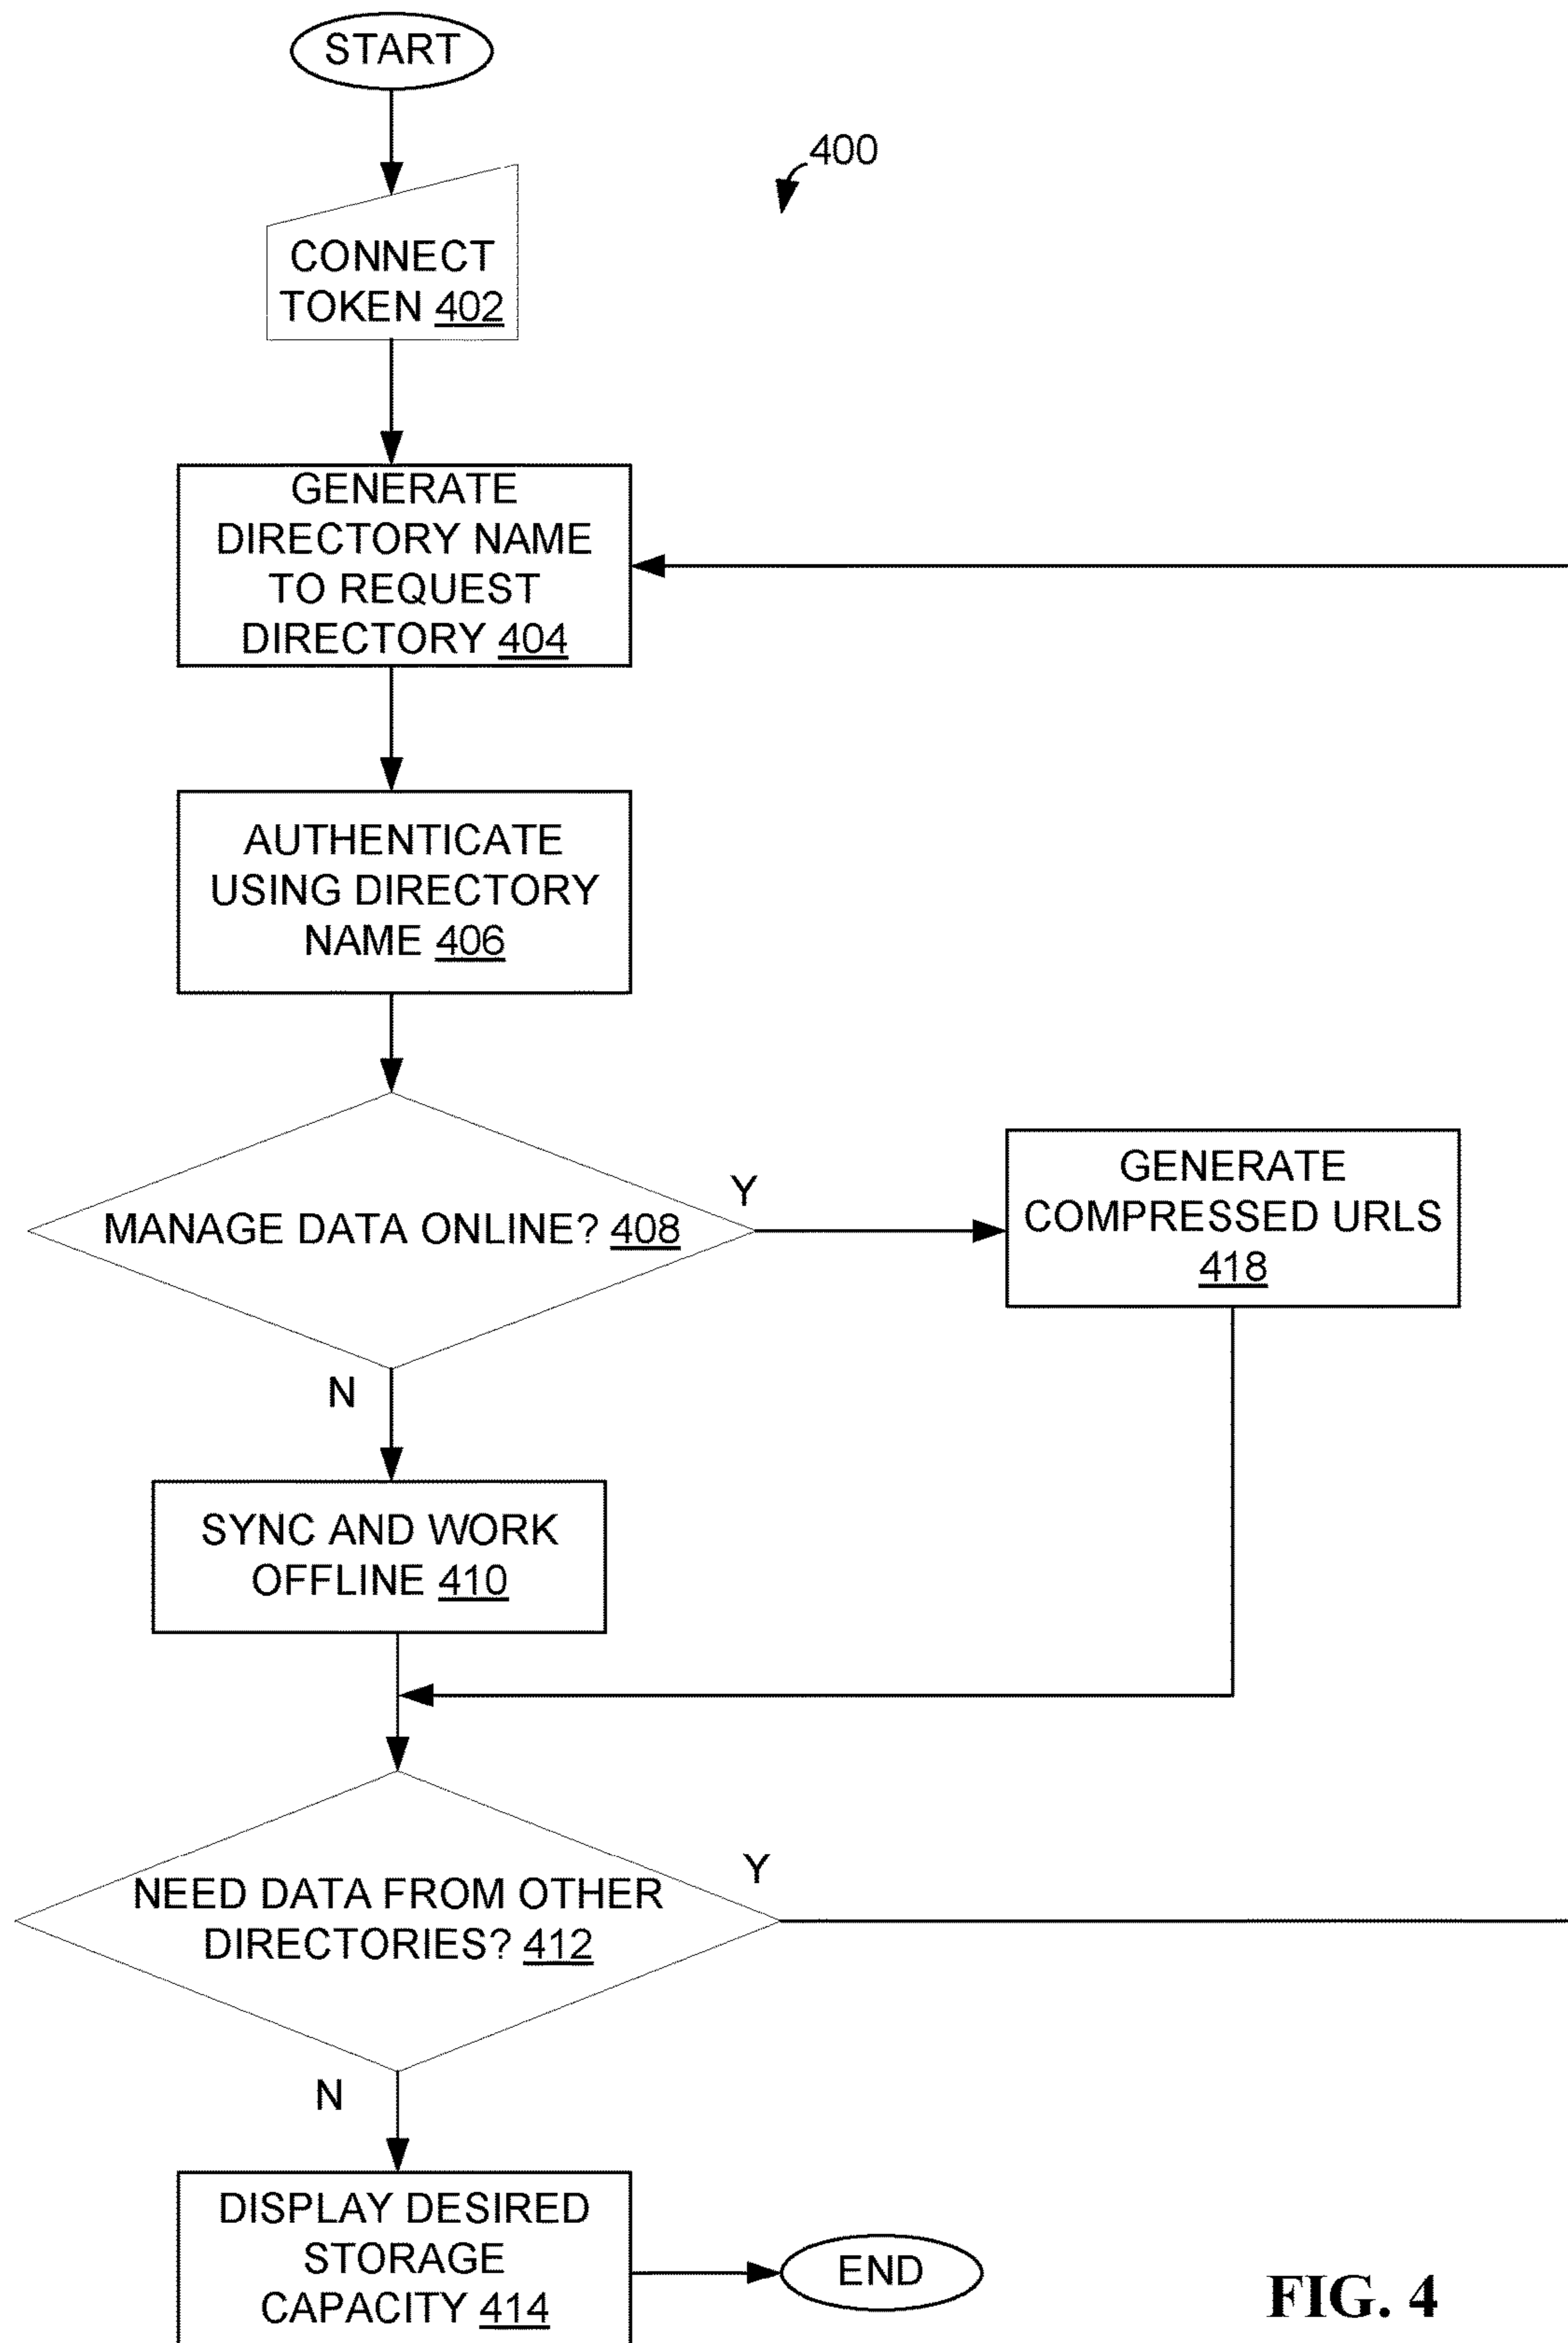 START
400
CONNECT
TOKEN 402
GENERATE
DIRECTORY NAME
TO REQUEST
DIRECTORY 404
AUTHENTICATE
USING DIRECTORY
NAME 406
MANAGE DATA ONLINE? 408
Y
GENERATE
COMPRESSED URLS
418
N
SYNC AND WORK
OFFLINE 410
NEED DATA FROM OTHER
DIRECTORIES? 412
Y
N
DISPLAY DESIRED
STORAGE
CAPACITY 414
END
FIG. 4